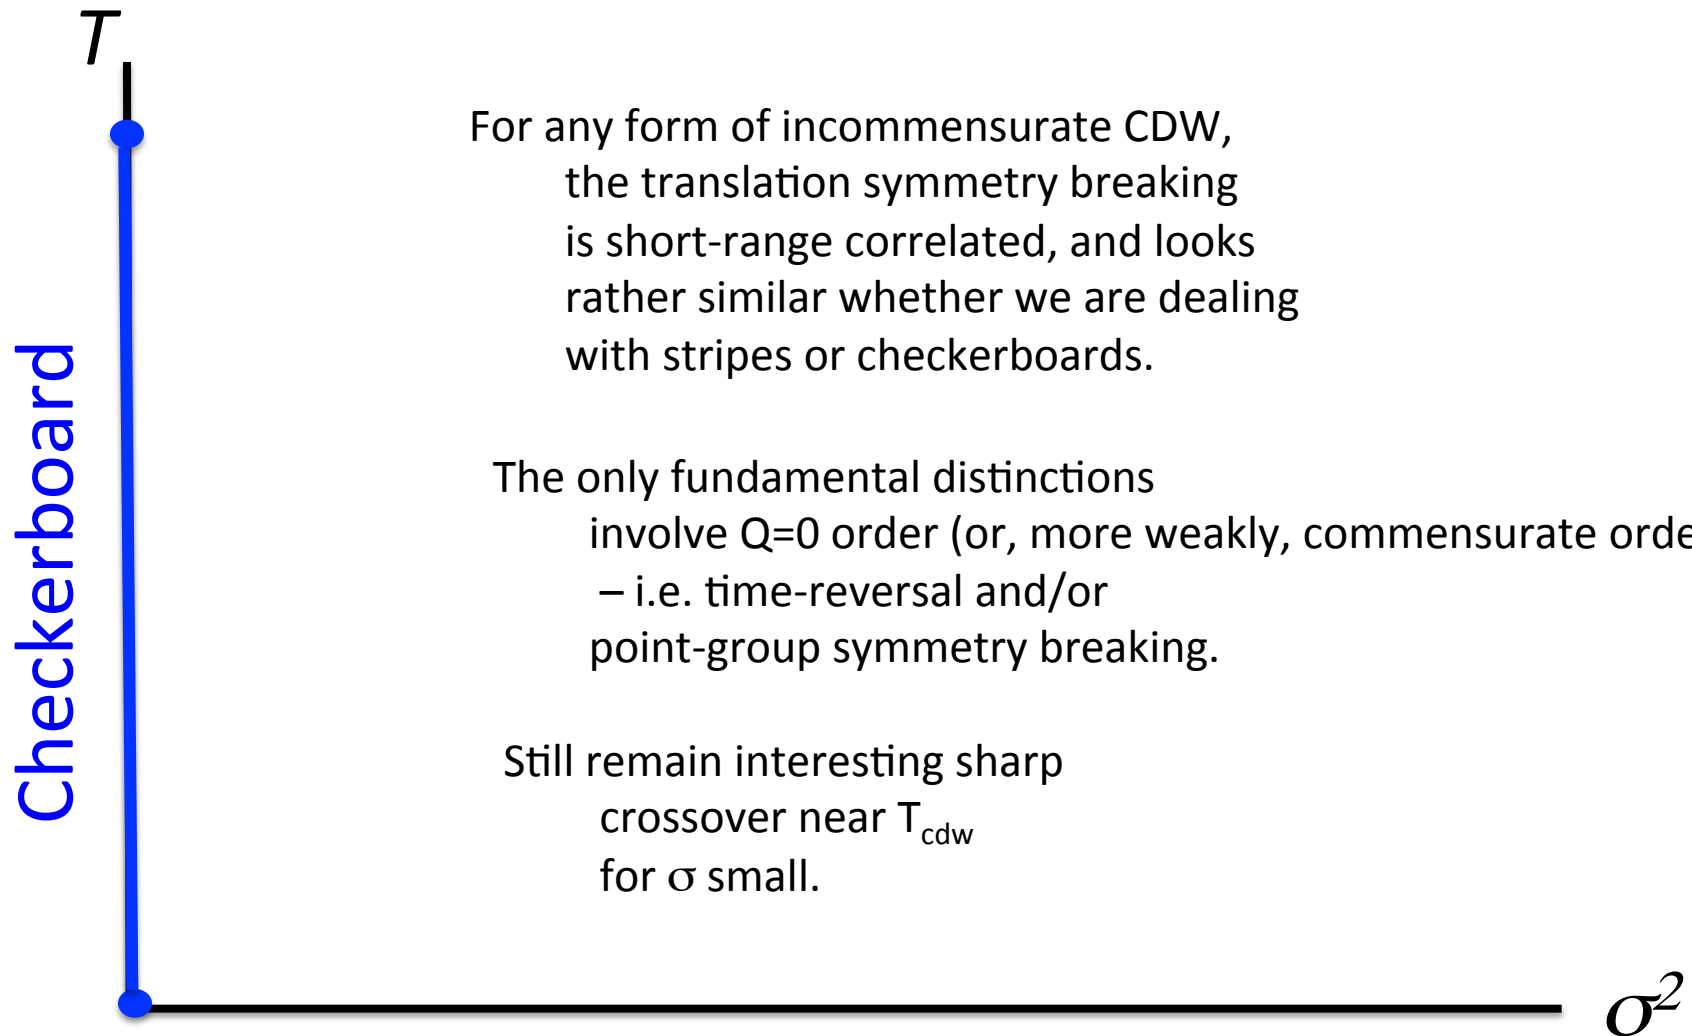 T
For any form of incommensurate CDW,
the translation symmetry breaking
is short-range correlated, and looks
rather similar whether we are dealing
with stripes or checkerboards.
Checkerboard
The only fundamental distinctions
involve Q=0 order (or, more weakly, commensurate orde
– i.e. time-reversal and/or
point-group symmetry breaking.
Still remain interesting sharp
crossover near T_cdw
for σ small.
σ²